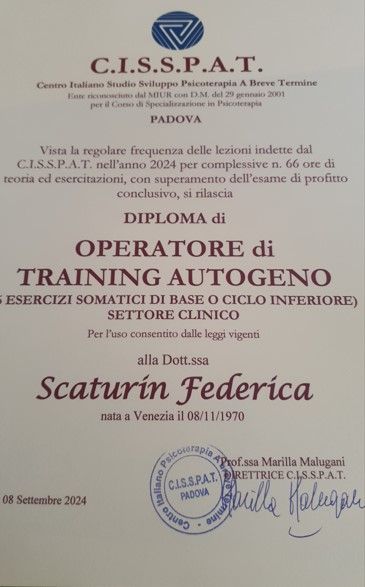 C.I.S.S.P.A.T.
Centro Italiano Studio Sviluppo Psicoterapia A Breve Termine
Ente riconosciuto dal MIUR con D.M. del 29 gennaio 2001
per il Corso di Specializzazione in Psicoterapia
PADOVA
Vista la regolare frequenza delle lezioni indette dal
C.I.S.S.P.A.T. nell'anno 2024 per complessive n. 66 ore di
teoria ed esercitazioni, con superamento dell'esame di profitto
conclusivo, si rilascia
DIPLOMA di
OPERATORE di
TRAINING AUTOGENO
ESERCIZI SOMATICI DI BASE O CICLO INFERIORE)
SETTORE CLINICO
Per l'uso consentito dalle leggi vigenti
alla Dott.ssa
Scaturin Federica
nata a Venezia il 08/11/1970
Prof.ssa Marilla Malugani
DIRETTRICE C.I.S.S.P.A.T.
Marilla Malugani
Centro Italiano Psicoterapia A Breve Termine
C.I.S.S.P.A.T.
PADOVA
08 Settembre 2024